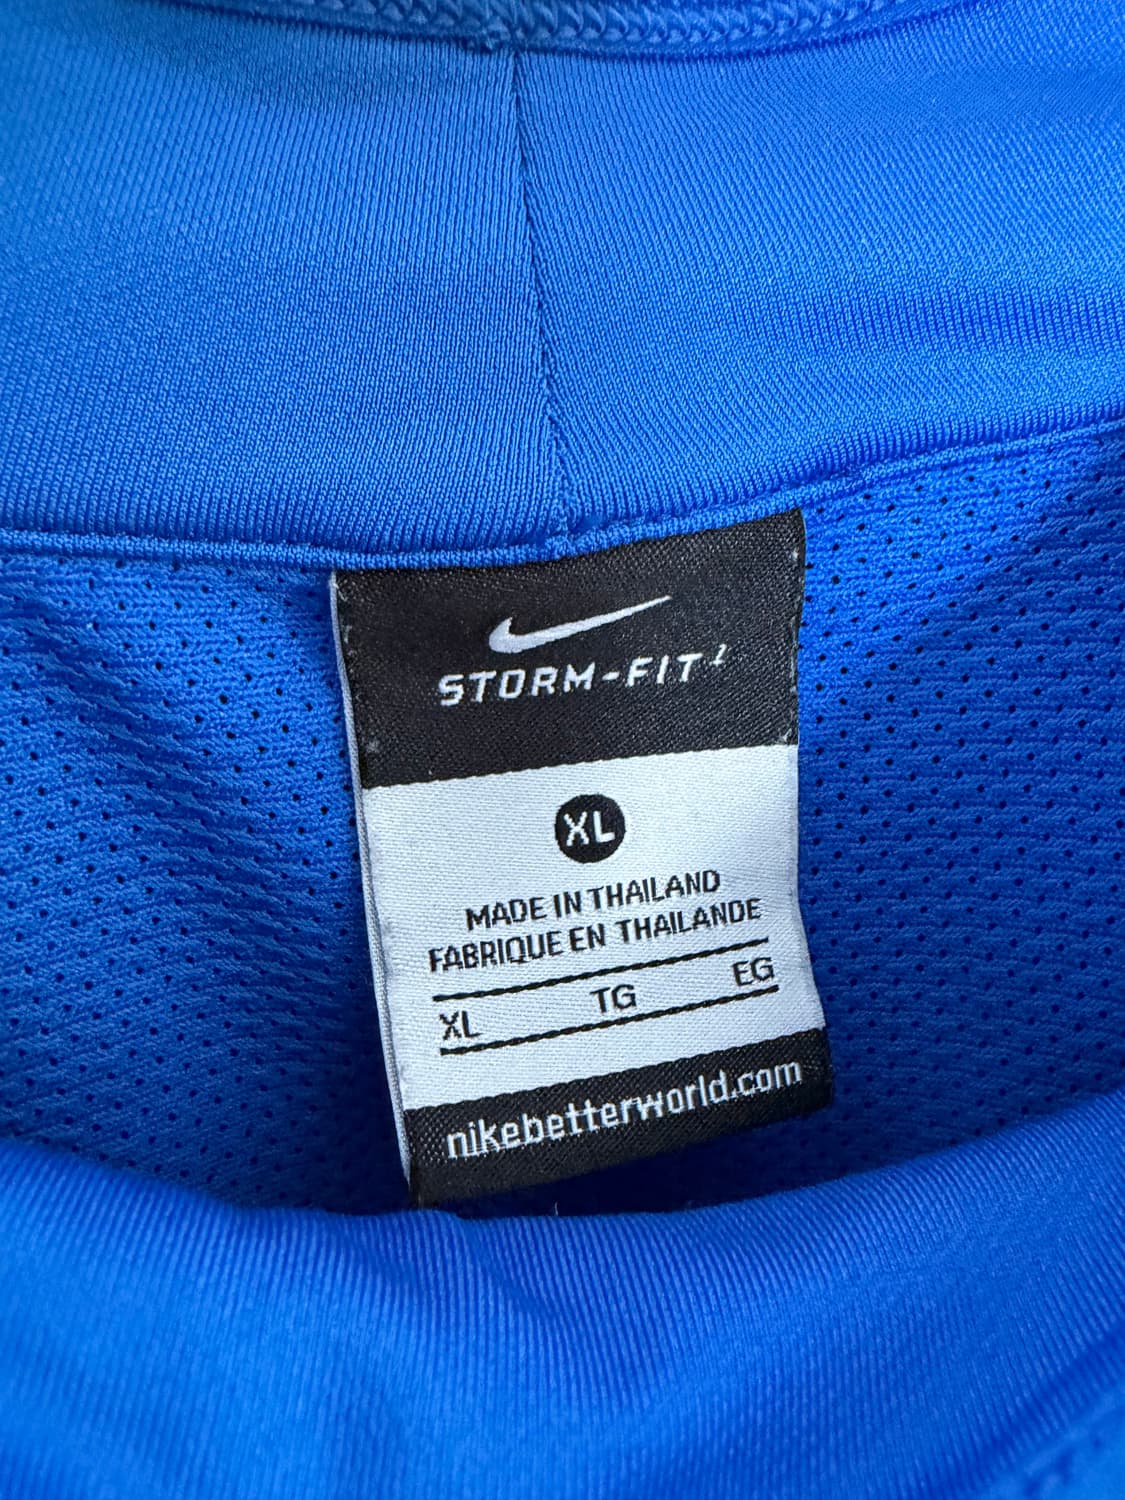 STORM-FIT
XL
MADE IN THAILAND
FABRIQUE EN THAILANDE
XL TG EG
nikebetterworld.com